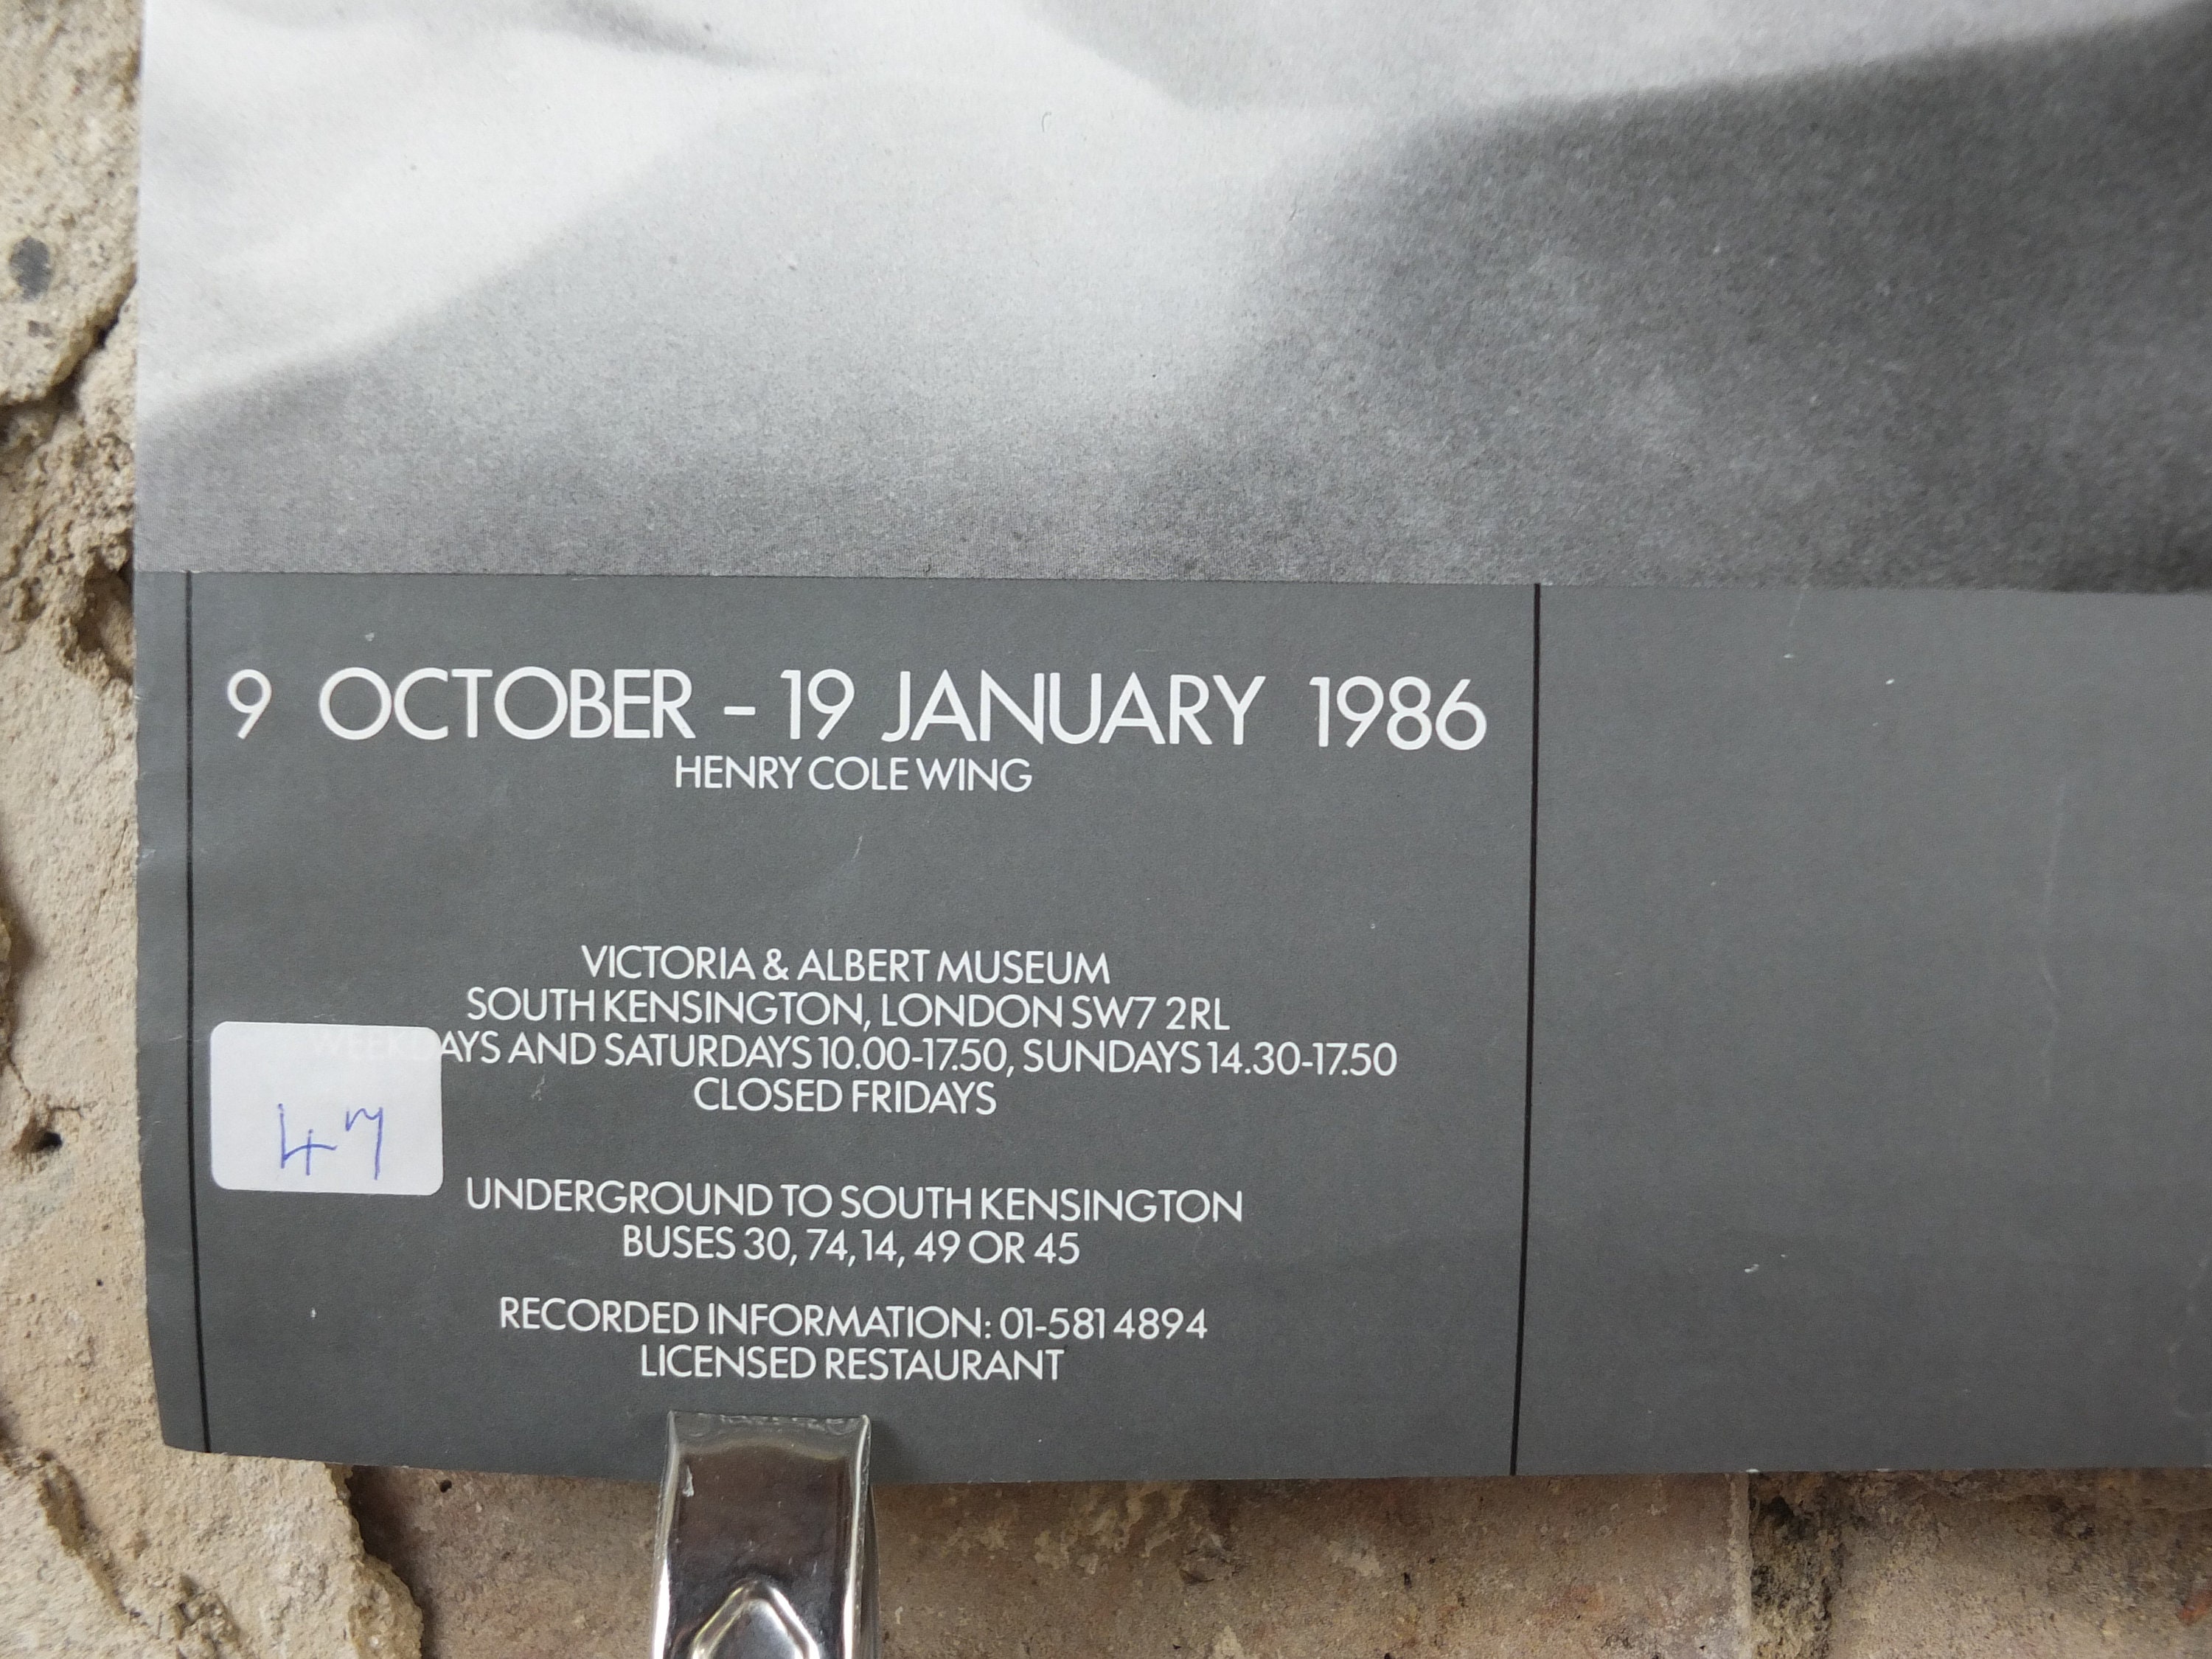 9 OCTOBER – 19 JANUARY 1986
HENRY COLE WING
VICTORIA & ALBERT MUSEUM
SOUTH KENSINGTON, LONDON SW7 2RL
WEEKDAYS AND SATURDAYS 10.00-17.50, SUNDAYS 14.30-17.50
CLOSED FRIDAYS
47
UNDERGROUND TO SOUTH KENSINGTON
BUSES 30, 74, 14, 49 OR 45
RECORDED INFORMATION: 01-581 4894
LICENSED RESTAURANT